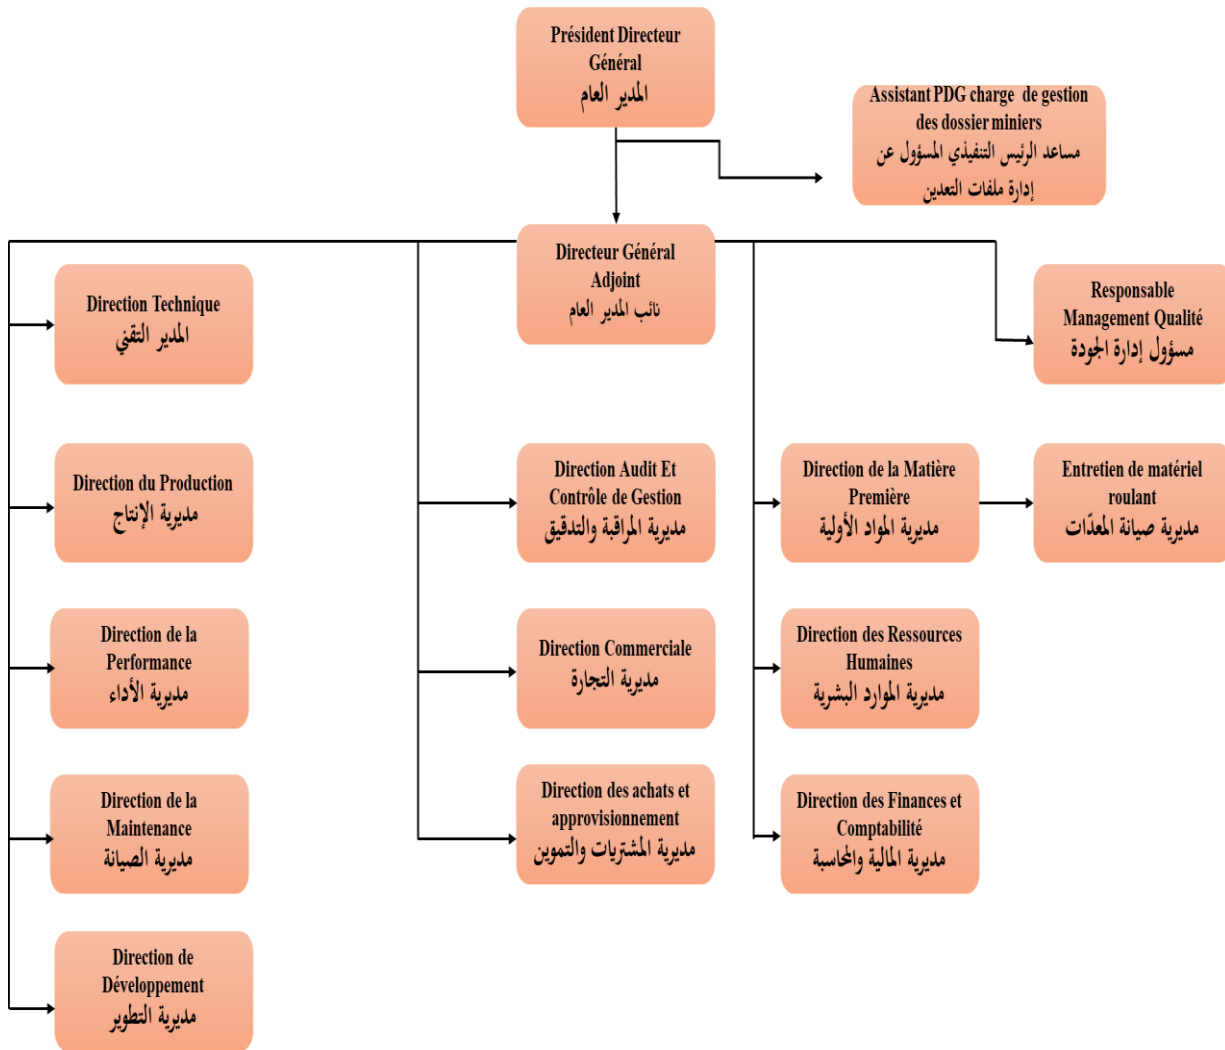 Président Directeur
Général
المدير العام
Assistant PDG charge de gestion
des dossier miniers
مساعد الرئيس التنفيذي المسؤول عن
إدارة ملفات التعدين
Directeur Général
Adjoint
نائب المدير العام
Direction Technique
المدير التقني
Responsable
Management Qualité
مسؤول إدارة الجودة
Direction du Production
مديرية الإنتاج
Direction Audit Et
Contrôle de Gestion
مديرية المراقبة والتدقيق
Direction de la Matière
Première
مديرية المواد الأولية
Entretien de matériel
roulant
مديرية صيانة المعدّات
Direction de la
Performance
مديرية الأداء
Direction Commerciale
مديرية التجارة
Direction des Ressources
Humaines
مديرية الموارد البشرية
Direction de la
Maintenance
مديرية الصيانة
Direction des achats et
approvisionnement
مديرية المشتريات والتموين
Direction des Finances et
Comptabilité
مديرية المالية والمحاسبة
Direction de
Développement
مديرية التطوير